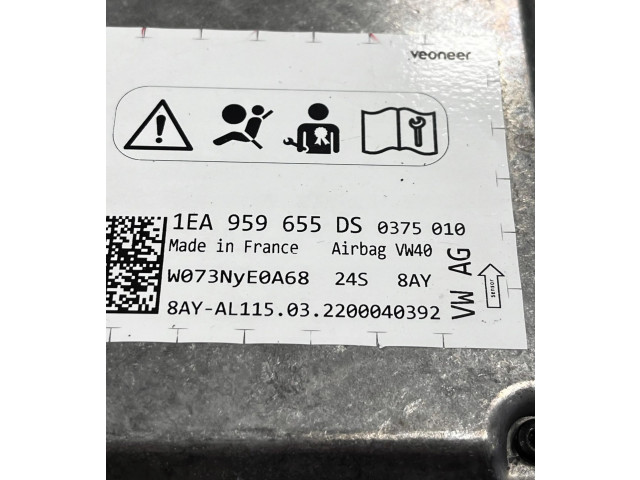 veoneer
1EA 959 655 DS 0375 010
Made in France Airbag VW40
W073NyE0A68 24S 8AY
8AY-AL115.03.2200040392
VW AG
sensor